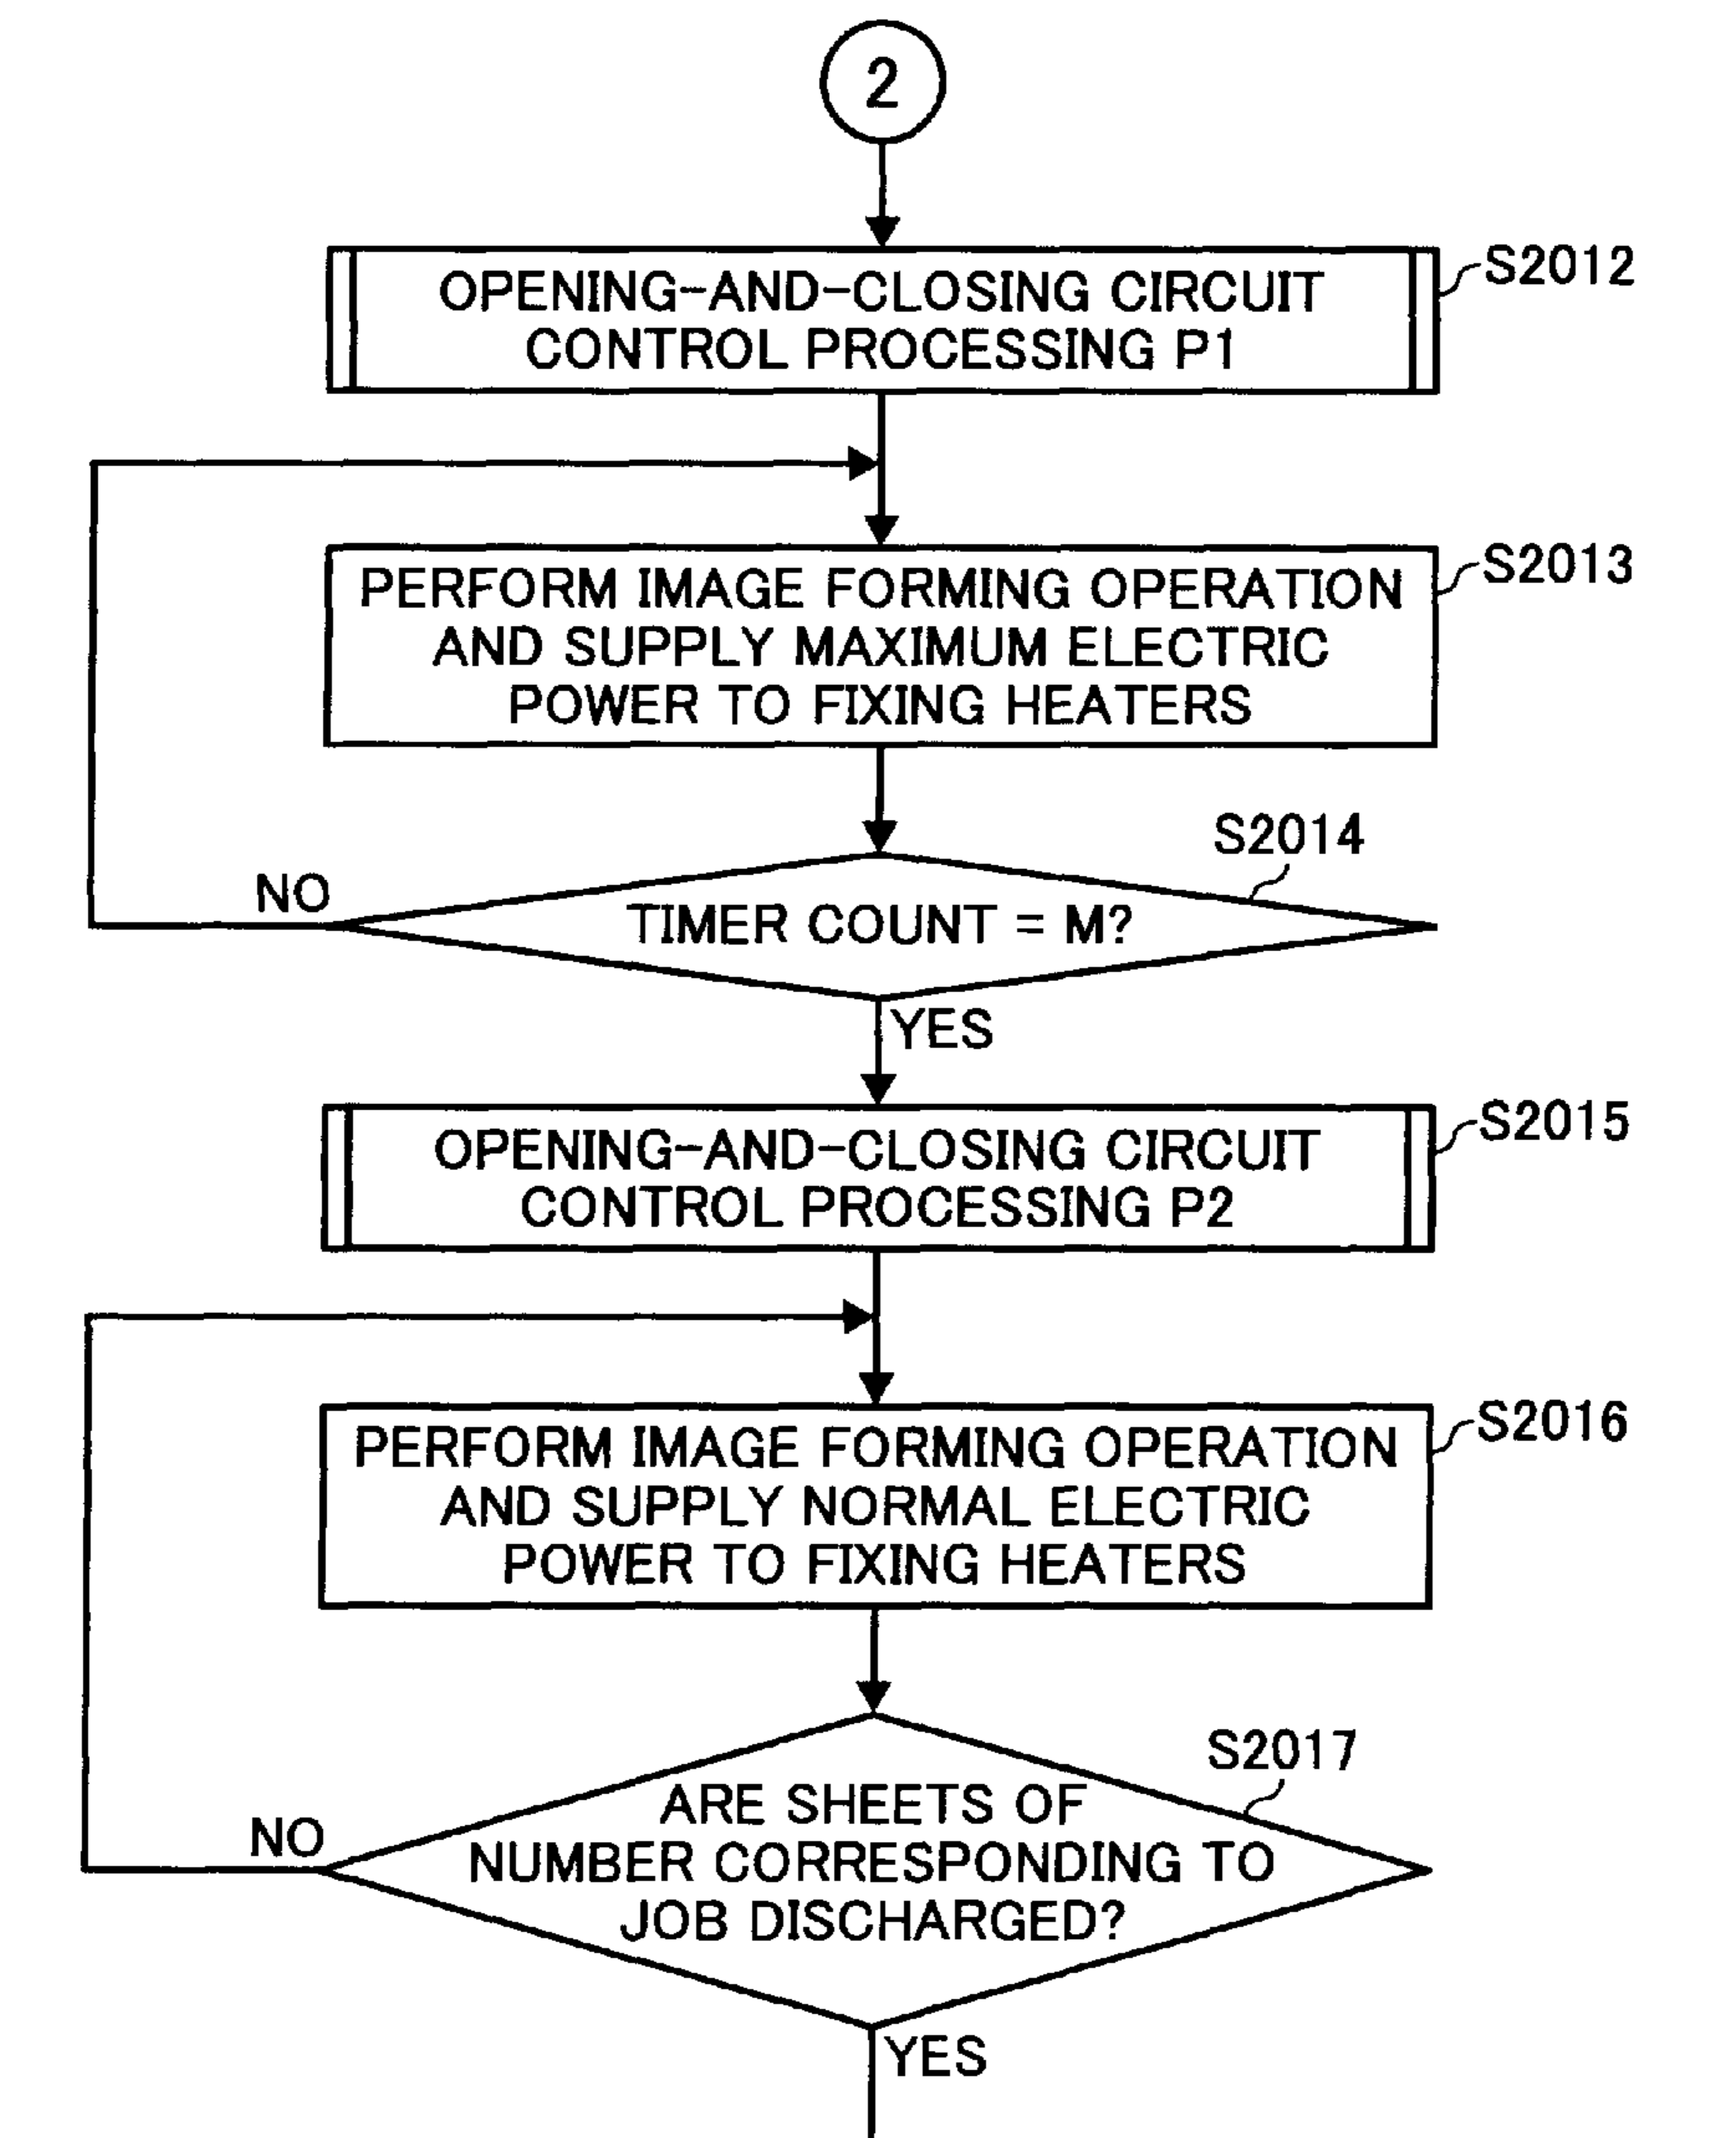 2
OPENING-AND-CLOSING CIRCUIT
CONTROL PROCESSING P1
S2012
PERFORM IMAGE FORMING OPERATION
AND SUPPLY MAXIMUM ELECTRIC
POWER TO FIXING HEATERS
S2013
S2014
NO
TIMER COUNT = M?
YES
OPENING-AND-CLOSING CIRCUIT
CONTROL PROCESSING P2
S2015
PERFORM IMAGE FORMING OPERATION
AND SUPPLY NORMAL ELECTRIC
POWER TO FIXING HEATERS
S2016
S2017
NO
ARE SHEETS OF
NUMBER CORRESPONDING TO
JOB DISCHARGED?
YES